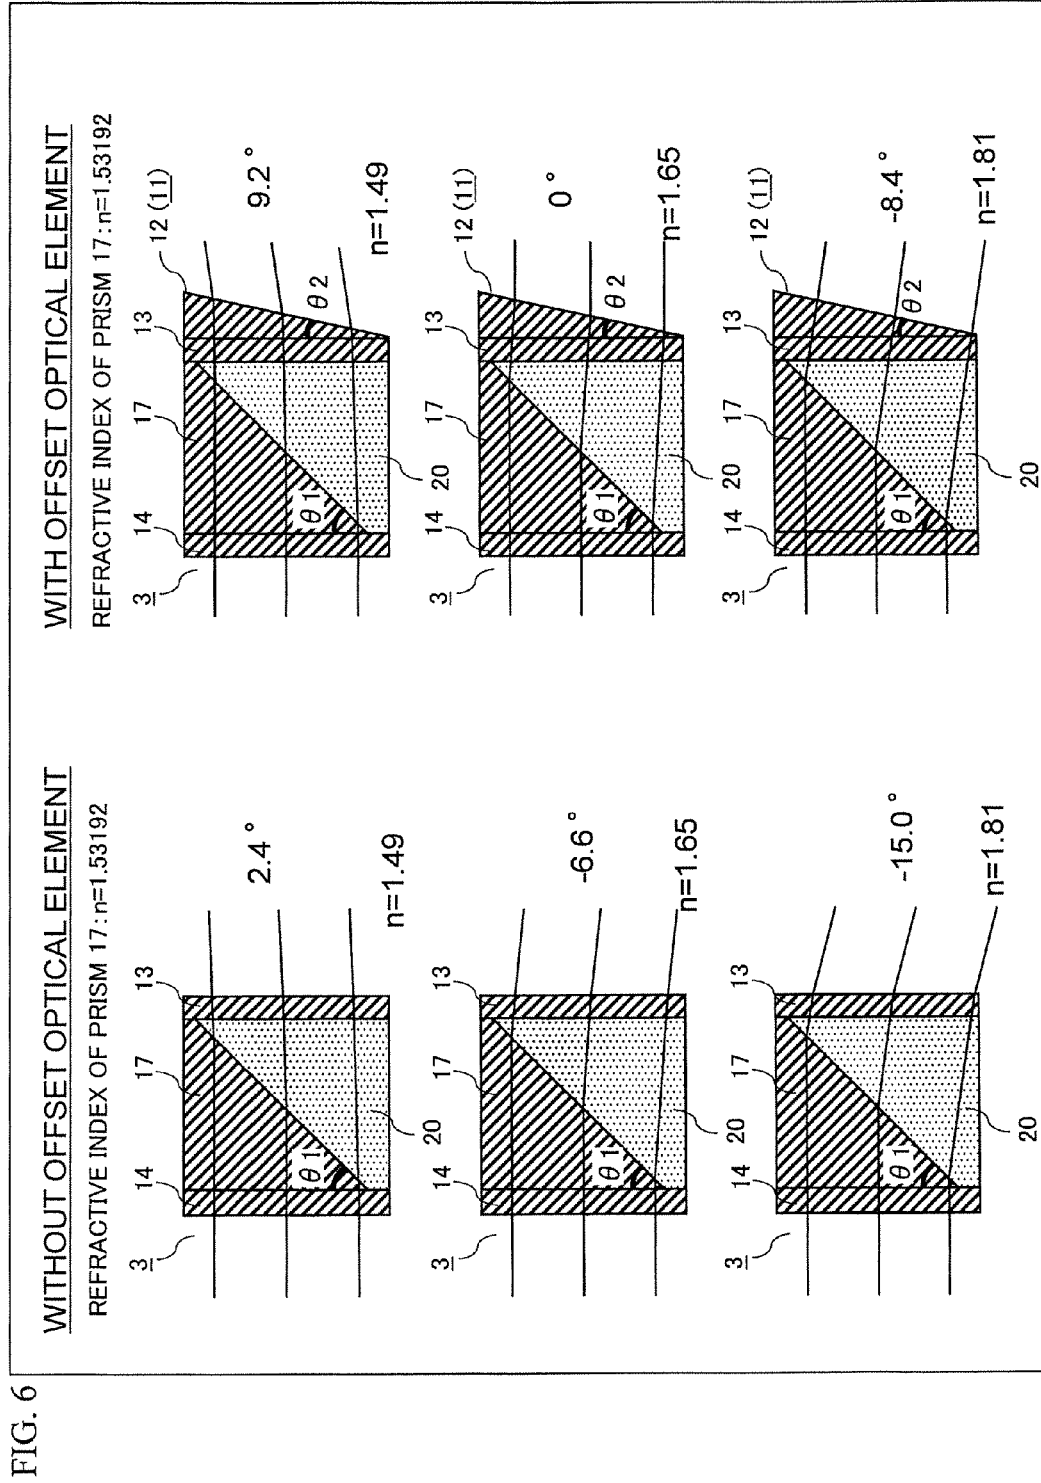 FIG. 6
WITHOUT OFFSET OPTICAL ELEMENT
REFRACTIVE INDEX OF PRISM 17:n=1.53192
3
14
17
13
θ1
20
2.4°
n=1.49
3
14
17
13
θ1
20
-6.6°
n=1.65
3
14
17
13
θ1
20
-15.0°
n=1.81
WITH OFFSET OPTICAL ELEMENT
REFRACTIVE INDEX OF PRISM 17:n=1.53192
3
14
17
13
12 (11)
θ1
θ2
20
9.2°
n=1.49
3
14
17
13
12 (11)
θ1
θ2
20
0°
n=1.65
3
14
17
13
12 (11)
θ1
θ2
20
-8.4°
n=1.81